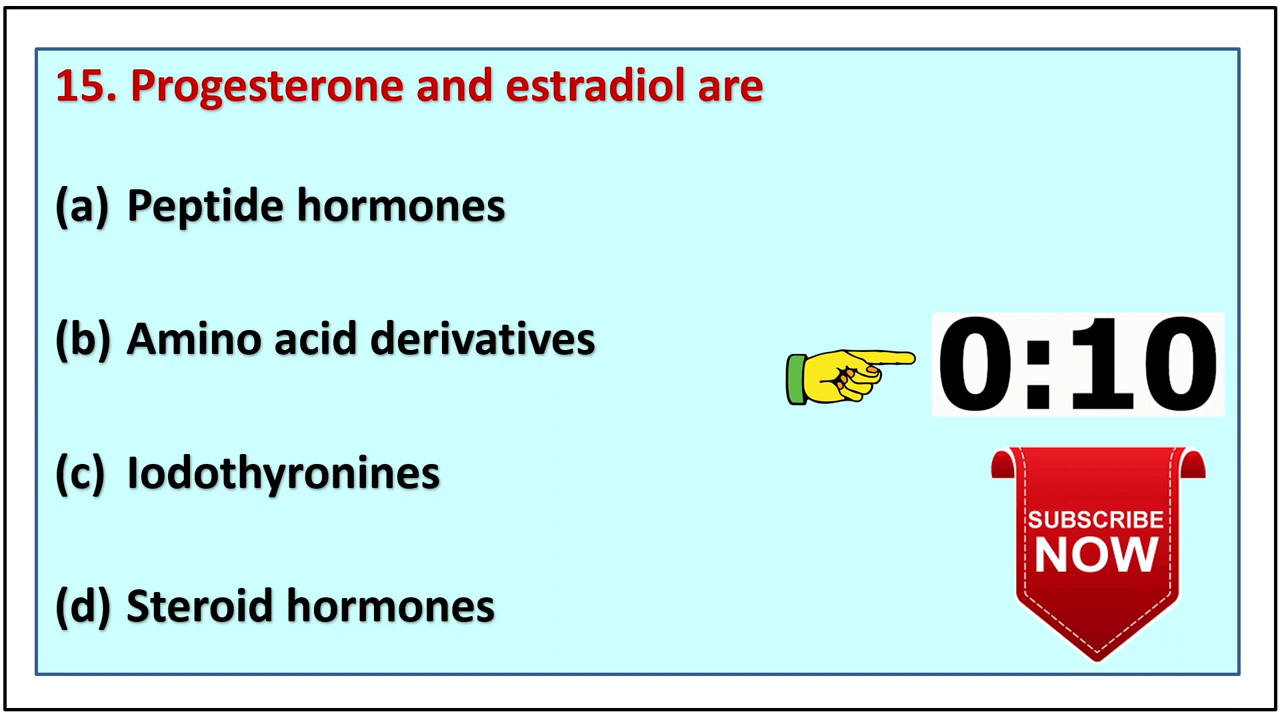 15. Progesterone and estradiol are
(a) Peptide hormones
(b) Amino acid derivatives
0:10
(c) Iodothyronines
SUBSCRIBE
NOW
(d) Steroid hormones